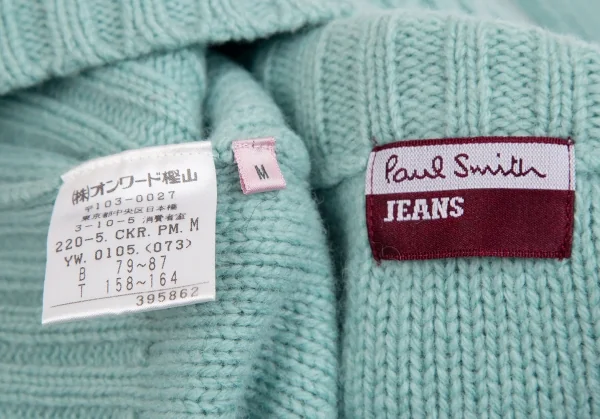 (株)オンワード樫山
〒103-0027
東京都中央区日本橋
3-10-5 消費者室
220-5. CKR. PM. M
YW. 0105. <073>
B 79~87
T 158~164
395862
M
Paul Smith
JEANS